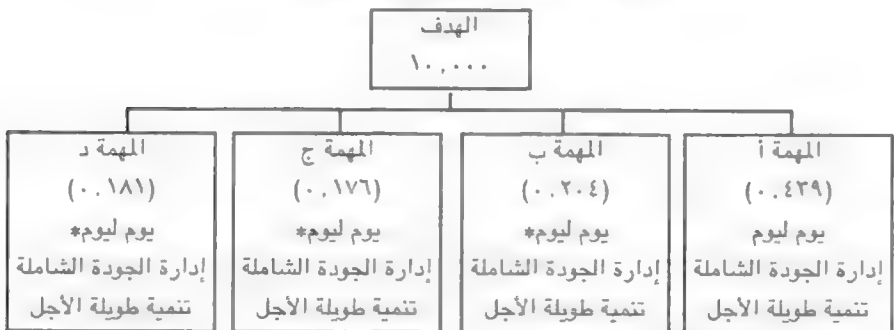 الهدف
١٠,٠٠٠
المهمة أ
(٠,٤٣٩)
يوم ليوم
إدارة الجودة الشاملة
تنمية طويلة الأجل
المهمة ب
(٠,٢٠٤)
يوم ليوم*
إدارة الجودة الشاملة
تنمية طويلة الأجل
المهمة ج
(٠,١٧٦)
يوم ليوم*
إدارة الجودة الشاملة
تنمية طويلة الأجل
المهمة د
(٠,١٨١)
يوم ليوم*
إدارة الجودة الشاملة
تنمية طويلة الأجل